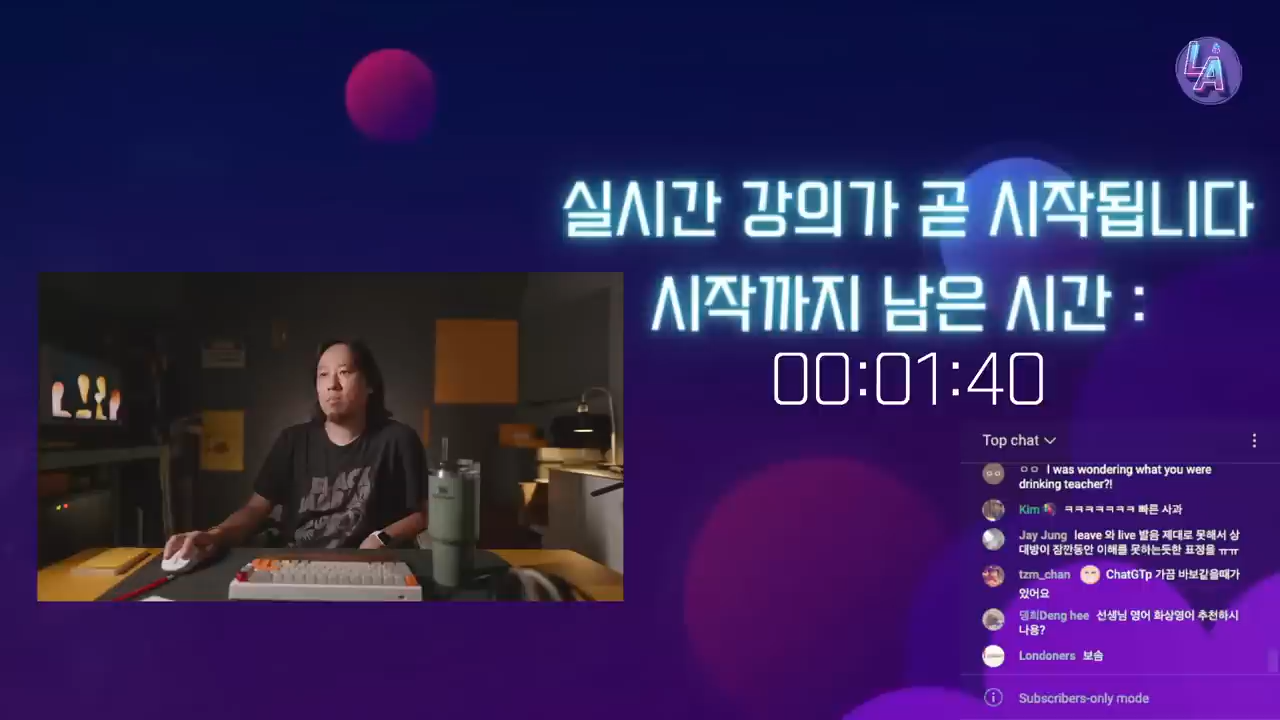 LA
실시간 강의가 곧 시작됩니다
시작까지 남은 시간 :
00:01:40
Top chat
ㅇㅇ I was wondering what you were
drinking teacher?!
Kim ㅋㅋㅋㅋㅋㅋㅋ 빠른 사과
Jay Jung leave 와 live 발음 제대로 못해서 상
대방이 잠깐동안 이해를 못하는듯한 표정을 ㅠㅠ
tzm_chan ChatGTp 가끔 바보같을때가
있어요
뎅희Deng hee 선생님 영어 화상영어 추천하시
나용?
Londoners 보솜
Subscribers-only mode